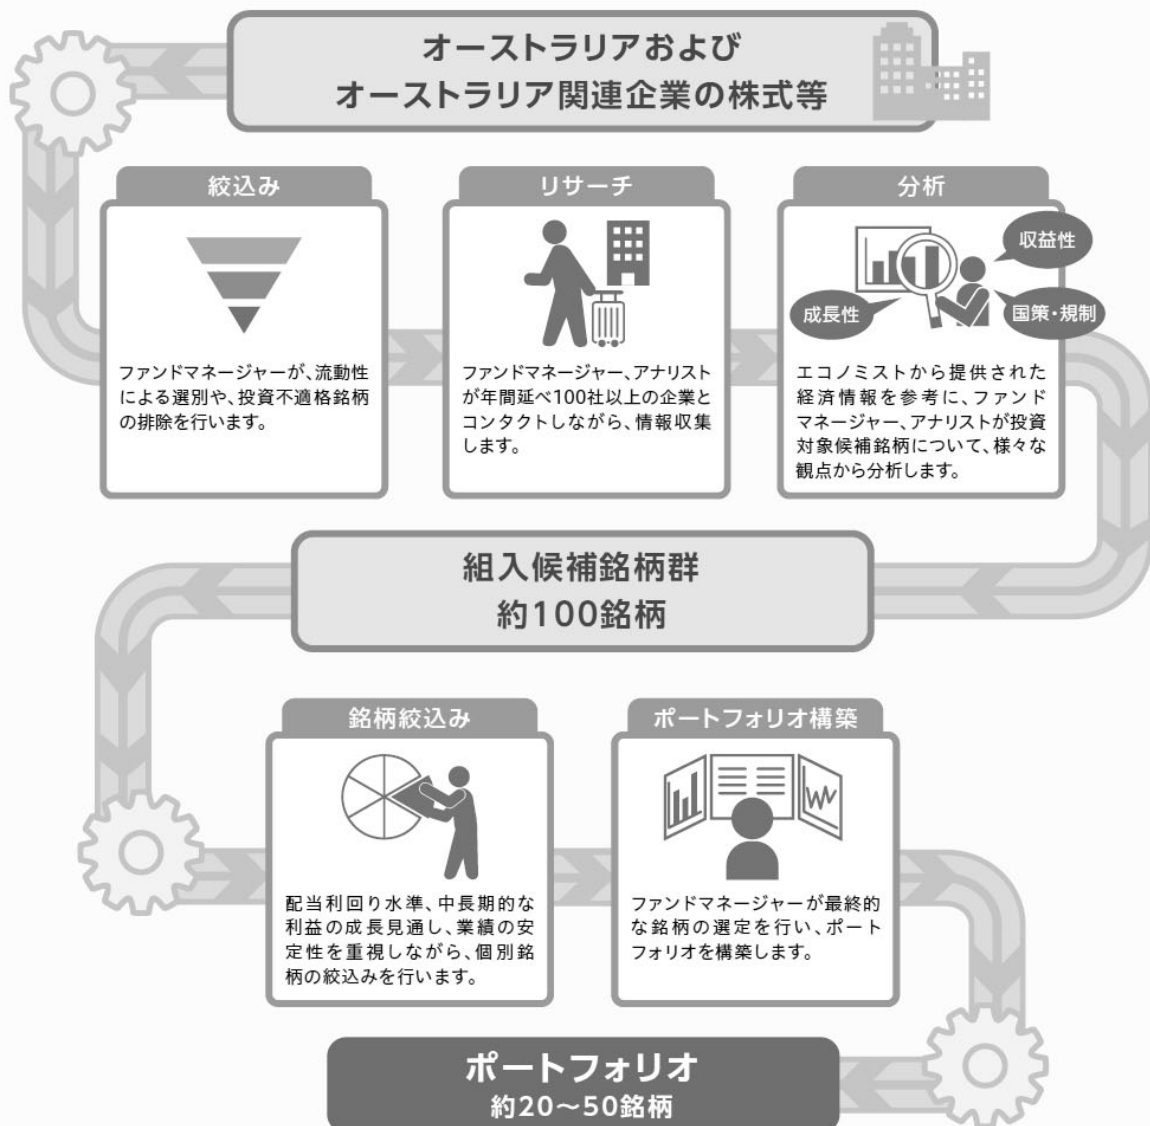 オーストラリアおよび
オーストラリア関連企業の株式等
絞込み
ファンドマネージャーが、流動性
による選別や、投資不適格銘柄
の排除を行います。
リサーチ
ファンドマネージャー、アナリスト
が年間延べ100社以上の企業と
コンタクトしながら、情報収集
します。
分析
収益性
成長性
国策・規制
エコノミストから提供された
経済情報を参考に、ファンド
マネージャー、アナリストが投資
対象候補銘柄について、様々な
観点から分析します。
組入候補銘柄群
約100銘柄
銘柄絞込み
配当利回り水準、中長期的な
利益の成長見通し、業績の安
定性を重視しながら、個別銘
柄の絞込みを行います。
ポートフォリオ構築
ファンドマネージャーが最終的
な銘柄の選定を行い、ポート
フォリオを構築します。
ポートフォリオ
約20～50銘柄